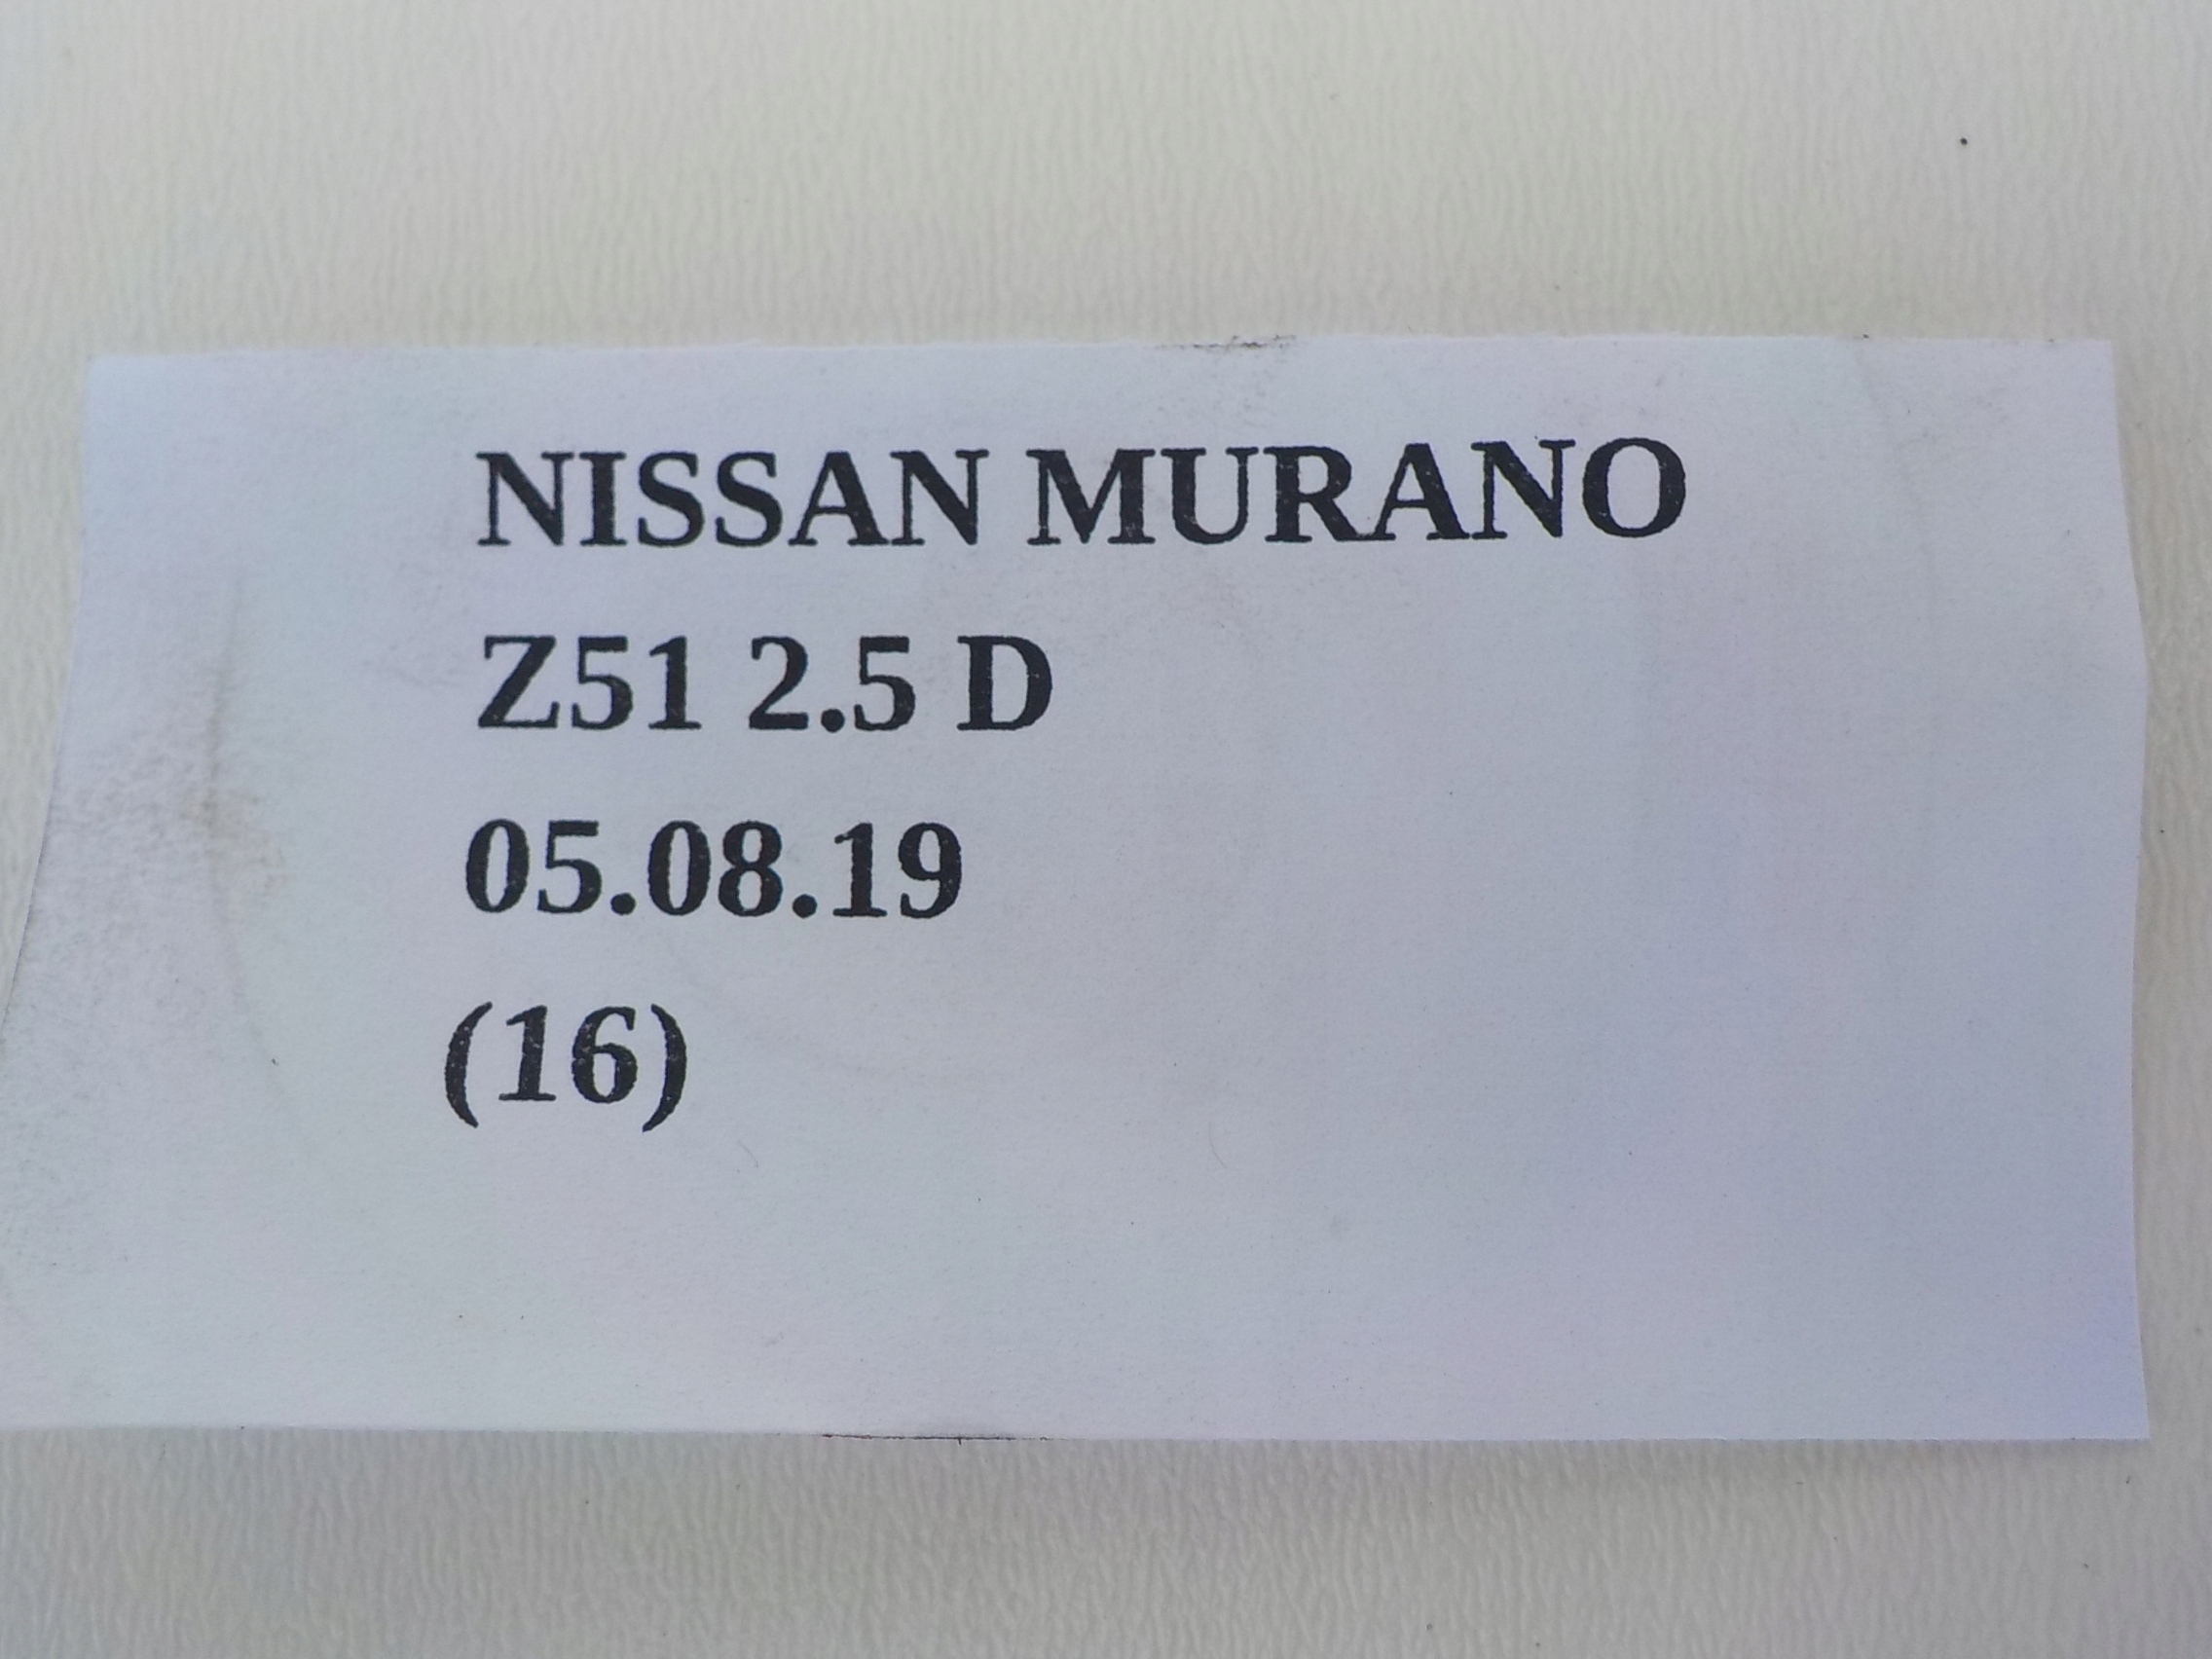 NISSAN MURANO
Z51 2.5 D
05.08.19
(16)